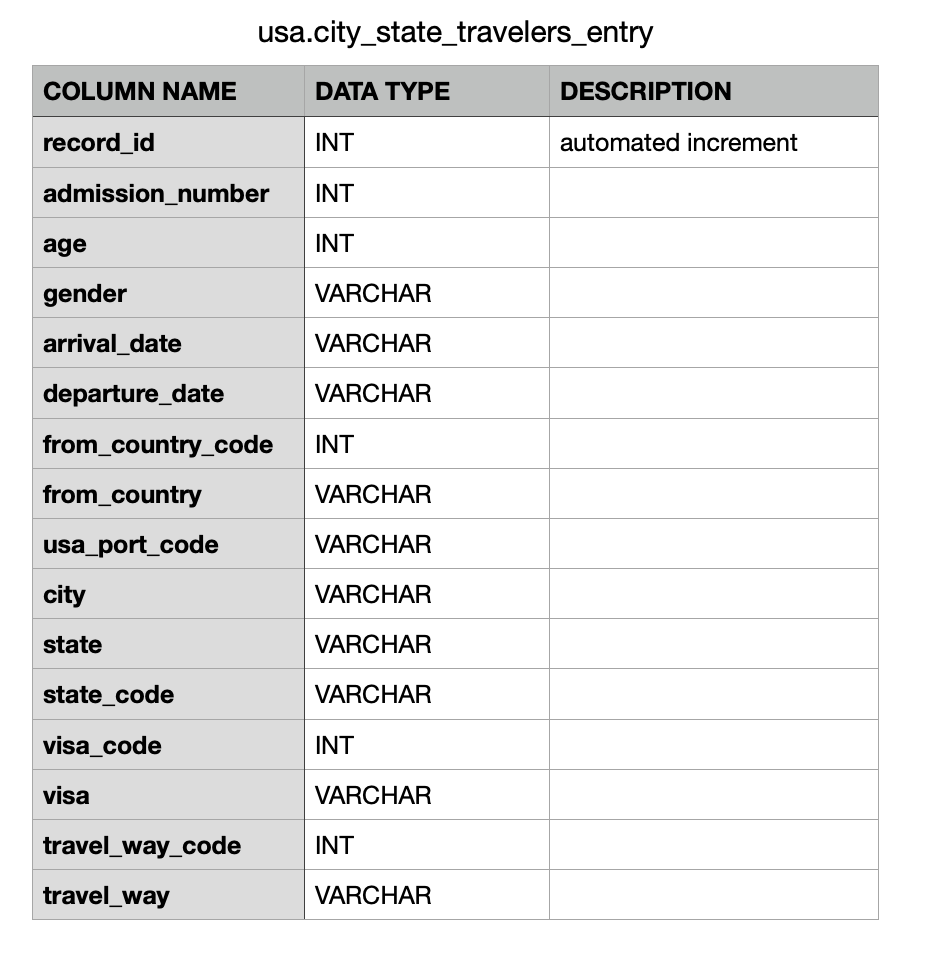 usa.city_state_travelers_entry
COLUMN NAME DATA TYPE DESCRIPTION
record_id INT automated increment
admission_number INT
age INT
gender VARCHAR
arrival_date VARCHAR
departure_date VARCHAR
from_country_code INT
from_country VARCHAR
usa_port_code VARCHAR
city VARCHAR
state VARCHAR
state_code VARCHAR
visa_code INT
visa VARCHAR
travel_way_code INT
travel_way VARCHAR